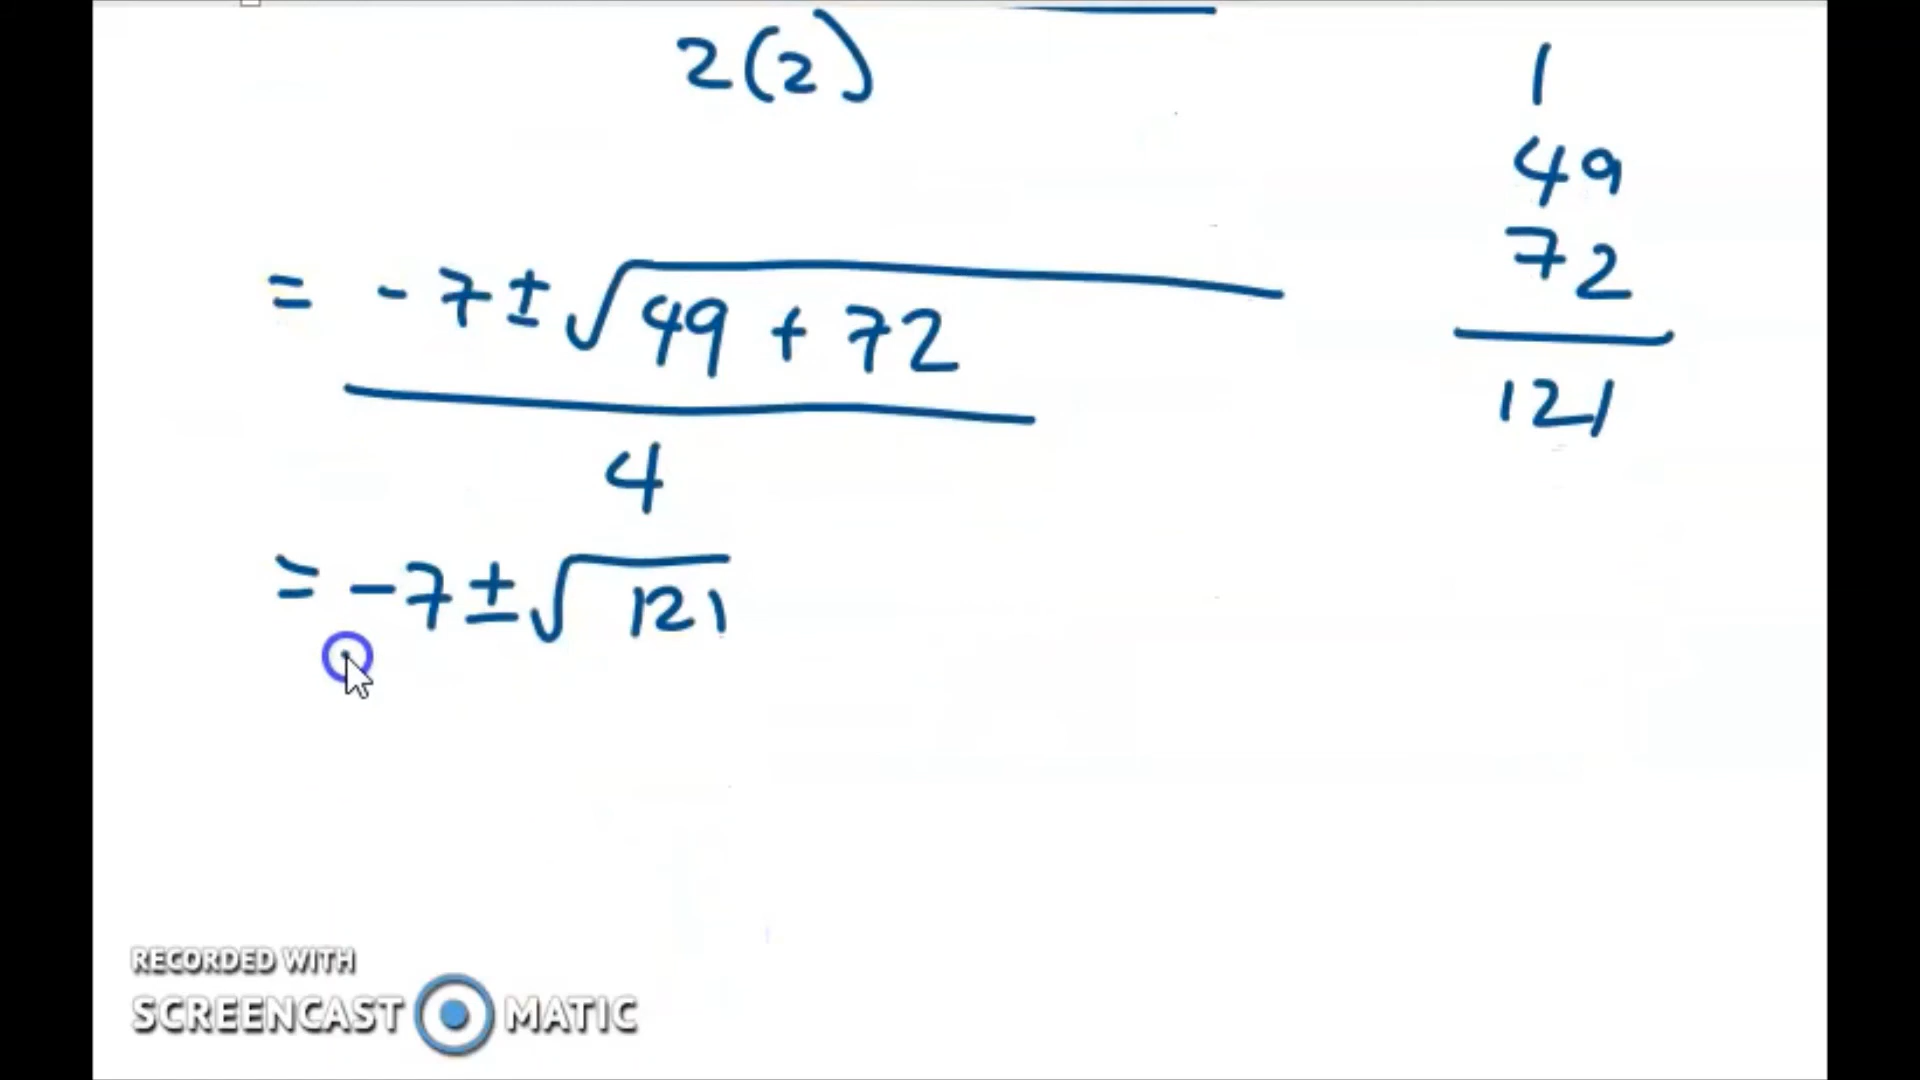 2(2)
= -7±√49 + 72
4
= -7±√121
1
49
72
121
RECORDED WITH
SCREENCAST MATIC